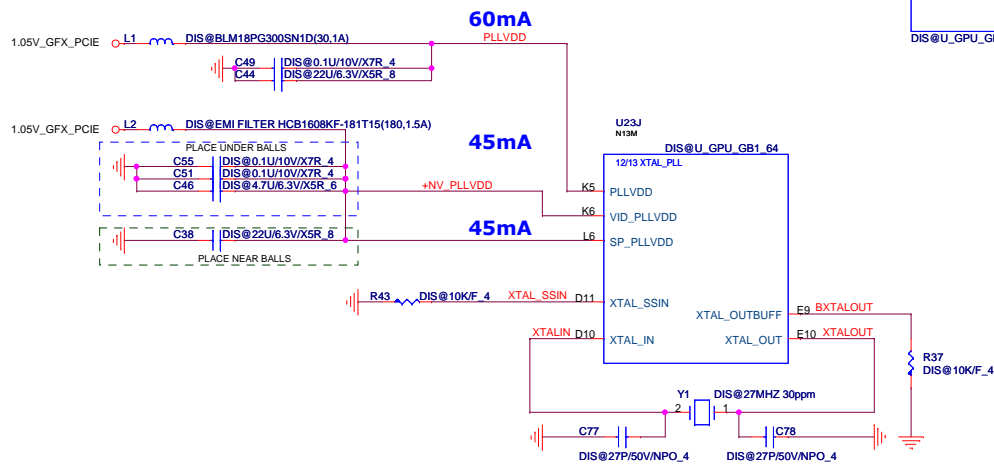 60mA
DIS@U_GPU_G
1.05V_GFX_PCIE L1 DIS@BLM18PG300SN1D(30,1A) PLLVDD
C49 DIS@0.1U/10V/X7R_4
C44 DIS@22U/6.3V/X5R_8
1.05V_GFX_PCIE L2 DIS@EMI FILTER HCB1608KF-181T15(180,1.5A)
U23J
N13M
45mA
PLACE UNDER BALLS
DIS@U_GPU_GB1_64
C55 DIS@0.1U/10V/X7R_4
12/13 XTAL_PLL
C51 DIS@0.1U/10V/X7R_4
C46 DIS@4.7U/6.3V/X5R_6
+NV_PLLVDD
K5 PLLVDD
K6 VID_PLLVDD
45mA
C38 DIS@22U/6.3V/X5R_8
L6 SP_PLLVDD
PLACE NEAR BALLS
R43 DIS@10K/F_4 XTAL_SSIN D11 XTAL_SSIN
XTAL_OUTBUFF E9 BXTALOUT
XTALIN D10 XTAL_IN
XTAL_OUT E10 XTALOUT
R37
DIS@10K/F_4
Y1 DIS@27MHZ 30ppm
2 1
C77 C78
DIS@27P/50V/NPO_4 DIS@27P/50V/NPO_4